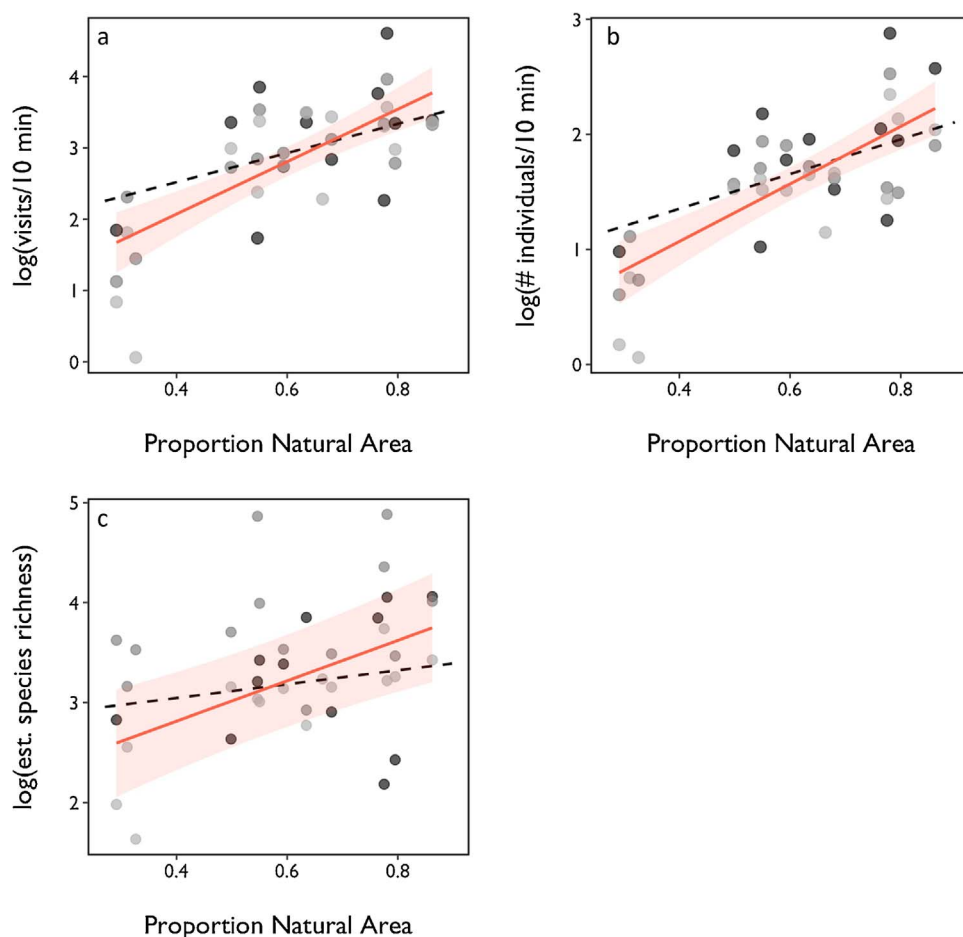 a
log(visits/10 min)
4
3
2
1
0
0.4 0.6 0.8
Proportion Natural Area
b
log(# individuals/10 min)
3
2
1
0
0.4 0.6 0.8
Proportion Natural Area
c
log(est. species richness)
5
4
3
2
0.4 0.6 0.8
Proportion Natural Area